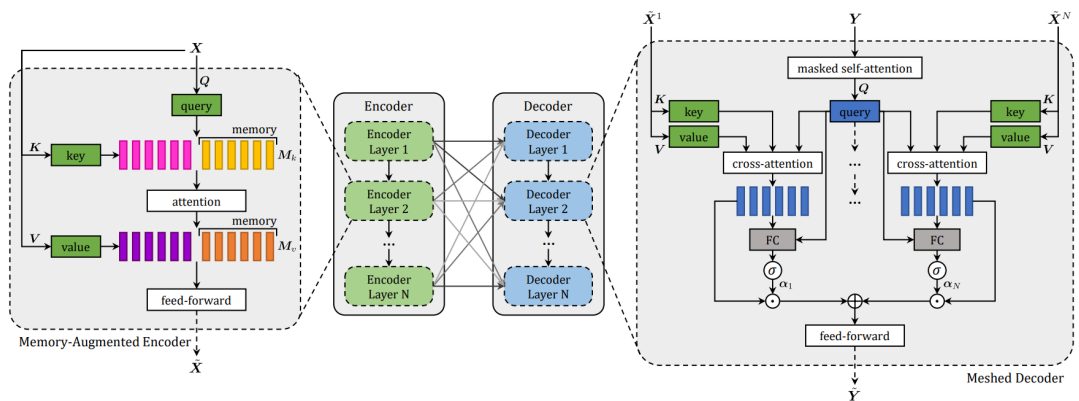 X
Q
query
memory
K
key
M_k
attention
memory
V
value
M_v
feed-forward
Memory-Augmented Encoder
X̃
Encoder
Encoder
Layer 1
Encoder
Layer 2
...
Encoder
Layer N
Decoder
Decoder
Layer 1
Decoder
Layer 2
...
Decoder
Layer N
X̃¹
Y
X̃ᴺ
masked self-attention
Q
K
key
query
key
K
V
value
value
V
cross-attention
...
cross-attention
...
FC
FC
σ
σ
α₁
α_N
feed-forward
Meshed Decoder
Ỹ